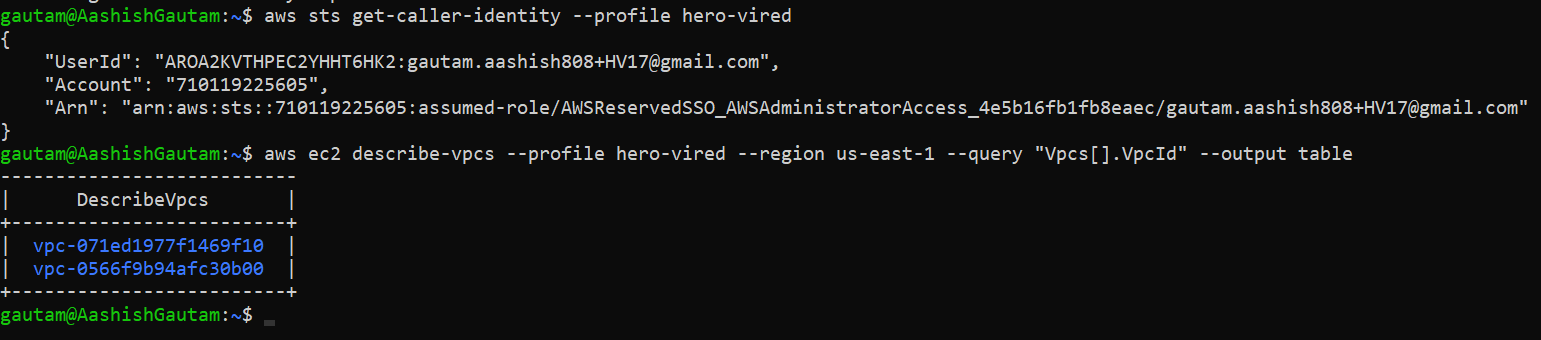 gautam@AashishGautam:~$ aws sts get-caller-identity --profile hero-vired
{
    "UserId": "AROA2KVTHPEC2YHHT6HK2:gautam.aashish808+HV17@gmail.com",
    "Account": "710119225605",
    "Arn": "arn:aws:sts::710119225605:assumed-role/AWSReservedSSO_AWSAdministratorAccess_4e5b16fb1fb8eaec/gautam.aashish808+HV17@gmail.com"
}
gautam@AashishGautam:~$ aws ec2 describe-vpcs --profile hero-vired --region us-east-1 --query "Vpcs[].VpcId" --output table
---------------------------
|      DescribeVpcs       |
+-------------------------+
|  vpc-071ed1977f1469f10  |
|  vpc-0566f9b94afc30b00  |
+-------------------------+
gautam@AashishGautam:~$